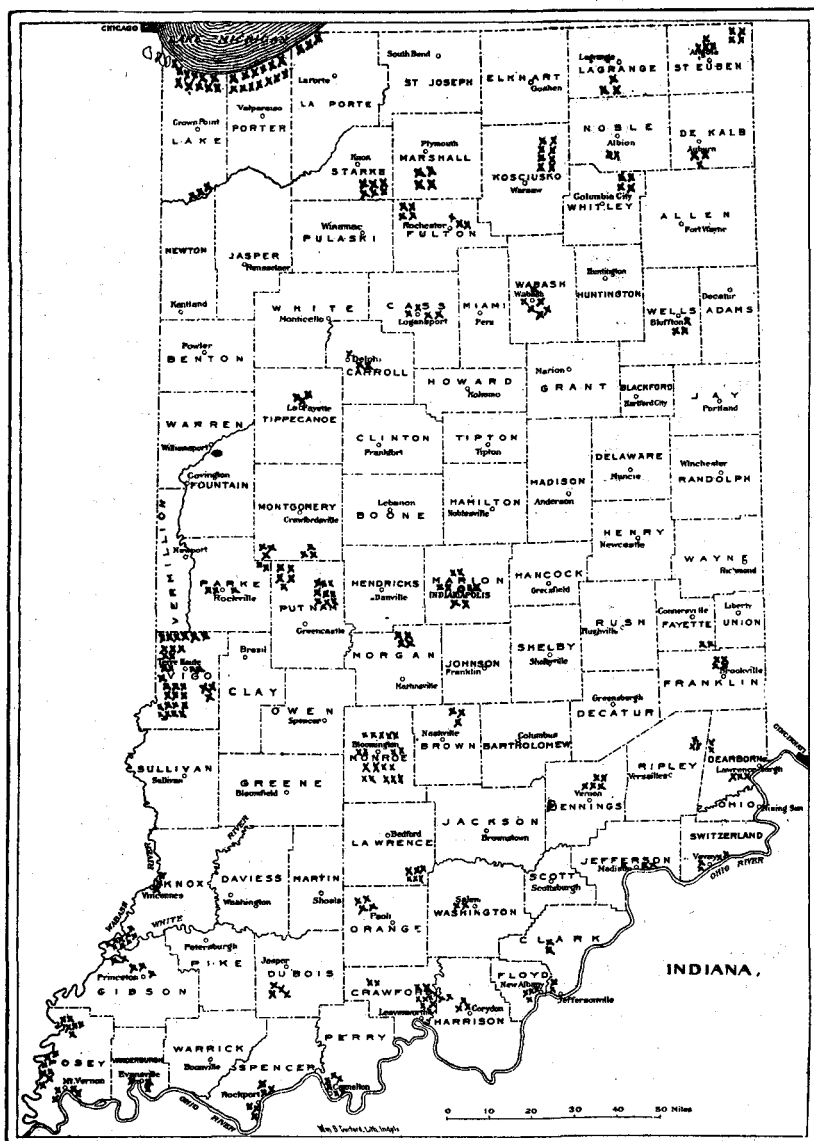 CHICAGO
LAKE MICHIGAN
South Bend
ST JOSEPH
ELKHART
Goshen
Lagrange
LAGRANGE
Angola
STEUBEN
Laporte
LA PORTE
Valparaiso
PORTER
Crown Point
LAKE
NOBLE
Albion
DE KALB
Auburn
Plymouth
MARSHALL
Knox
STARKE
KOSCIUSKO
Warsaw
Columbia City
WHITLEY
ALLEN
Fort Wayne
Rochester
FULTON
Winamac
PULASKI
NEWTON
JASPER
Rensselaer
Kentland
WABASH
Wabash
Huntington
HUNTINGTON
WHITE
Monticello
CASS
Logansport
MIAMI
Peru
WELLS
Bluffton
Decatur
ADAMS
Fowler
BENTON
Delphi
CARROLL
HOWARD
Kokomo
Marion
GRANT
BLACKFORD
Hartford City
JAY
Portland
WARREN
Williamsport
La Fayette
TIPPECANOE
CLINTON
Frankfort
TIPTON
Tipton
MADISON
Anderson
DELAWARE
Muncie
Winchester
RANDOLPH
Covington
FOUNTAIN
MONTGOMERY
Crawfordsville
Lebanon
BOONE
HAMILTON
Noblesville
HENRY
Newcastle
WAYNE
Richmond
VERMILLION
Newport
PARKE
Rockville
PUTNAM
Greencastle
HENDRICKS
Danville
MARION
INDIANAPOLIS
HANCOCK
Greenfield
RUSH
Rushville
Connersville
FAYETTE
Liberty
UNION
Terre Haute
VIGO
Brazil
CLAY
OWEN
Spencer
MORGAN
Martinsville
JOHNSON
Franklin
SHELBY
Shelbyville
Greensburgh
DECATUR
Brookville
FRANKLIN
SULLIVAN
Sullivan
GREENE
Bloomfield
Bloomington
MONROE
Nashville
BROWN
Columbus
BARTHOLOMEW
RIPLEY
Versailles
DEARBORN
Lawrenceburgh
CINCINNATI
OHIO
Rising Sun
Vernon
JENNINGS
JACKSON
Brownstown
Bedford
LAWRENCE
JEFFERSON
Madison
SWITZERLAND
Vevay
OHIO RIVER
KNOX
Vincennes
DAVIESS
Washington
MARTIN
Shoals
RIVER
WABASH
WHITE
SCOTT
Scottsburgh
Salem
WASHINGTON
Paoli
ORANGE
CLARK
Petersburgh
PIKE
Princeton
GIBSON
Jasper
DUBOIS
CRAWFORD
Leavenworth
Corydon
HARRISON
FLOYD
New Albany
Jeffersonville
INDIANA.
POSEY
Mt. Vernon
VANDERBURGH
Evansville
WARRICK
Boonville
SPENCER
Rockport
PERRY
Cannelton
OHIO RIVER
0 10 20 30 40 50 Miles